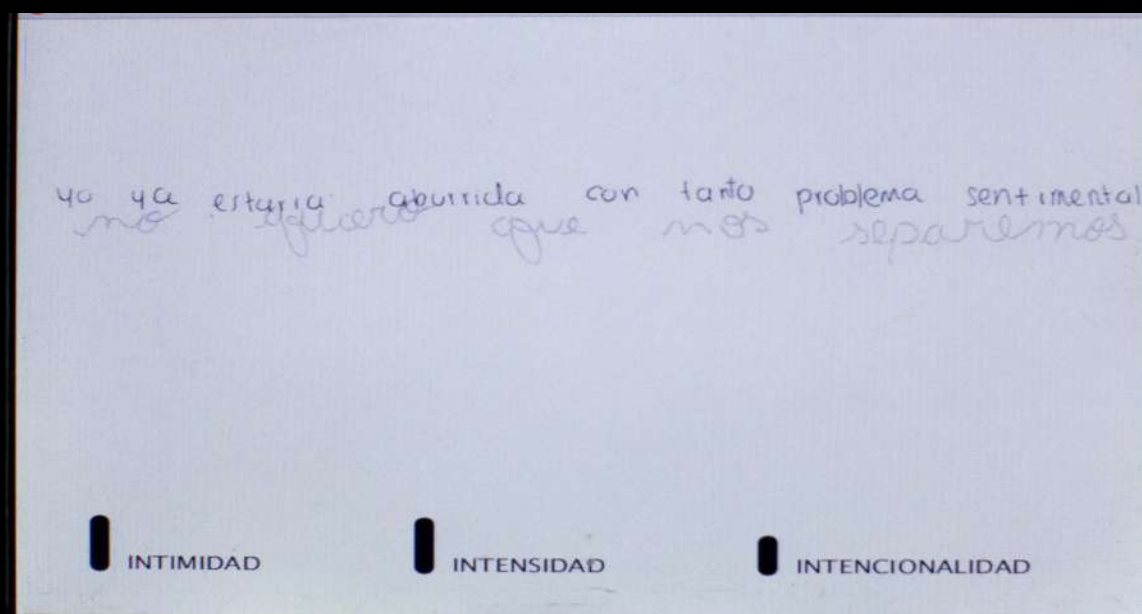 yo ya estaria aburrida con tanto problema sentimental
no quiero que nos separemos
INTIMIDAD INTENSIDAD INTENCIONALIDAD